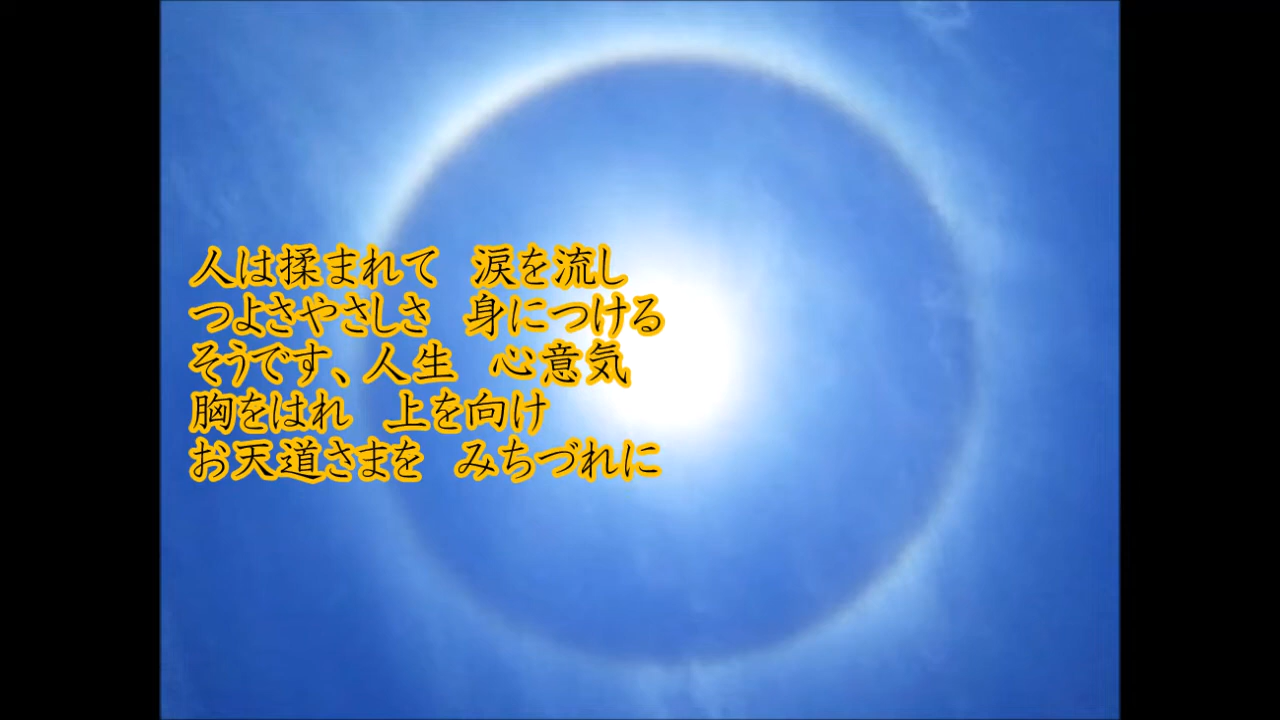 人は揉まれて　涙を流し
つよさやさしさ　身につける
そうです、人生　心意気
胸をはれ　上を向け
お天道さまを　みちづれに